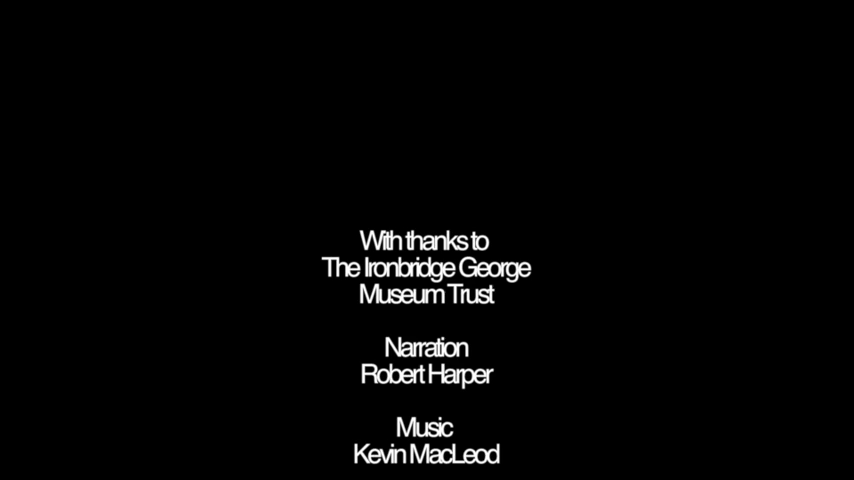 With thanks to
The Ironbridge George
Museum Trust
Narration
Robert Harper
Music
Kevin MacLeod